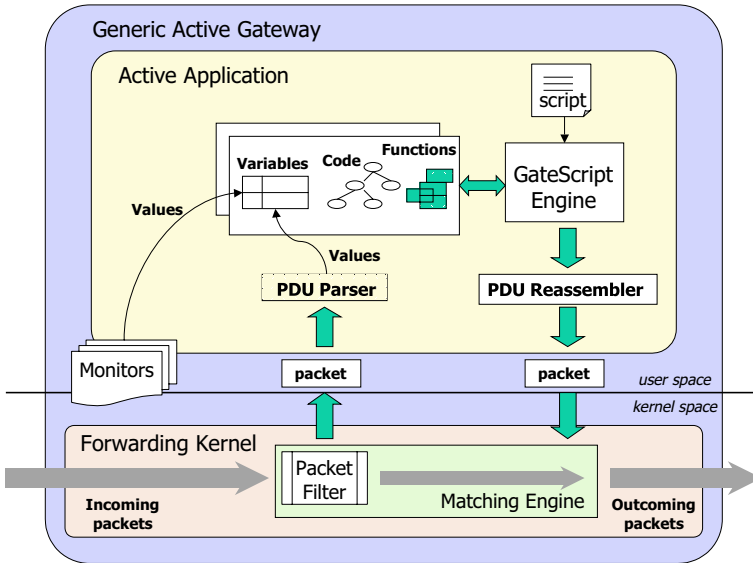 Generic Active Gateway
Active Application
script
Variables
Code
Functions
GateScript
Engine
Values
Values
PDU Parser
PDU Reassembler
Monitors
packet
packet
user space
kernel space
Forwarding Kernel
Packet
Filter
Matching Engine
Incoming
packets
Outcoming
packets